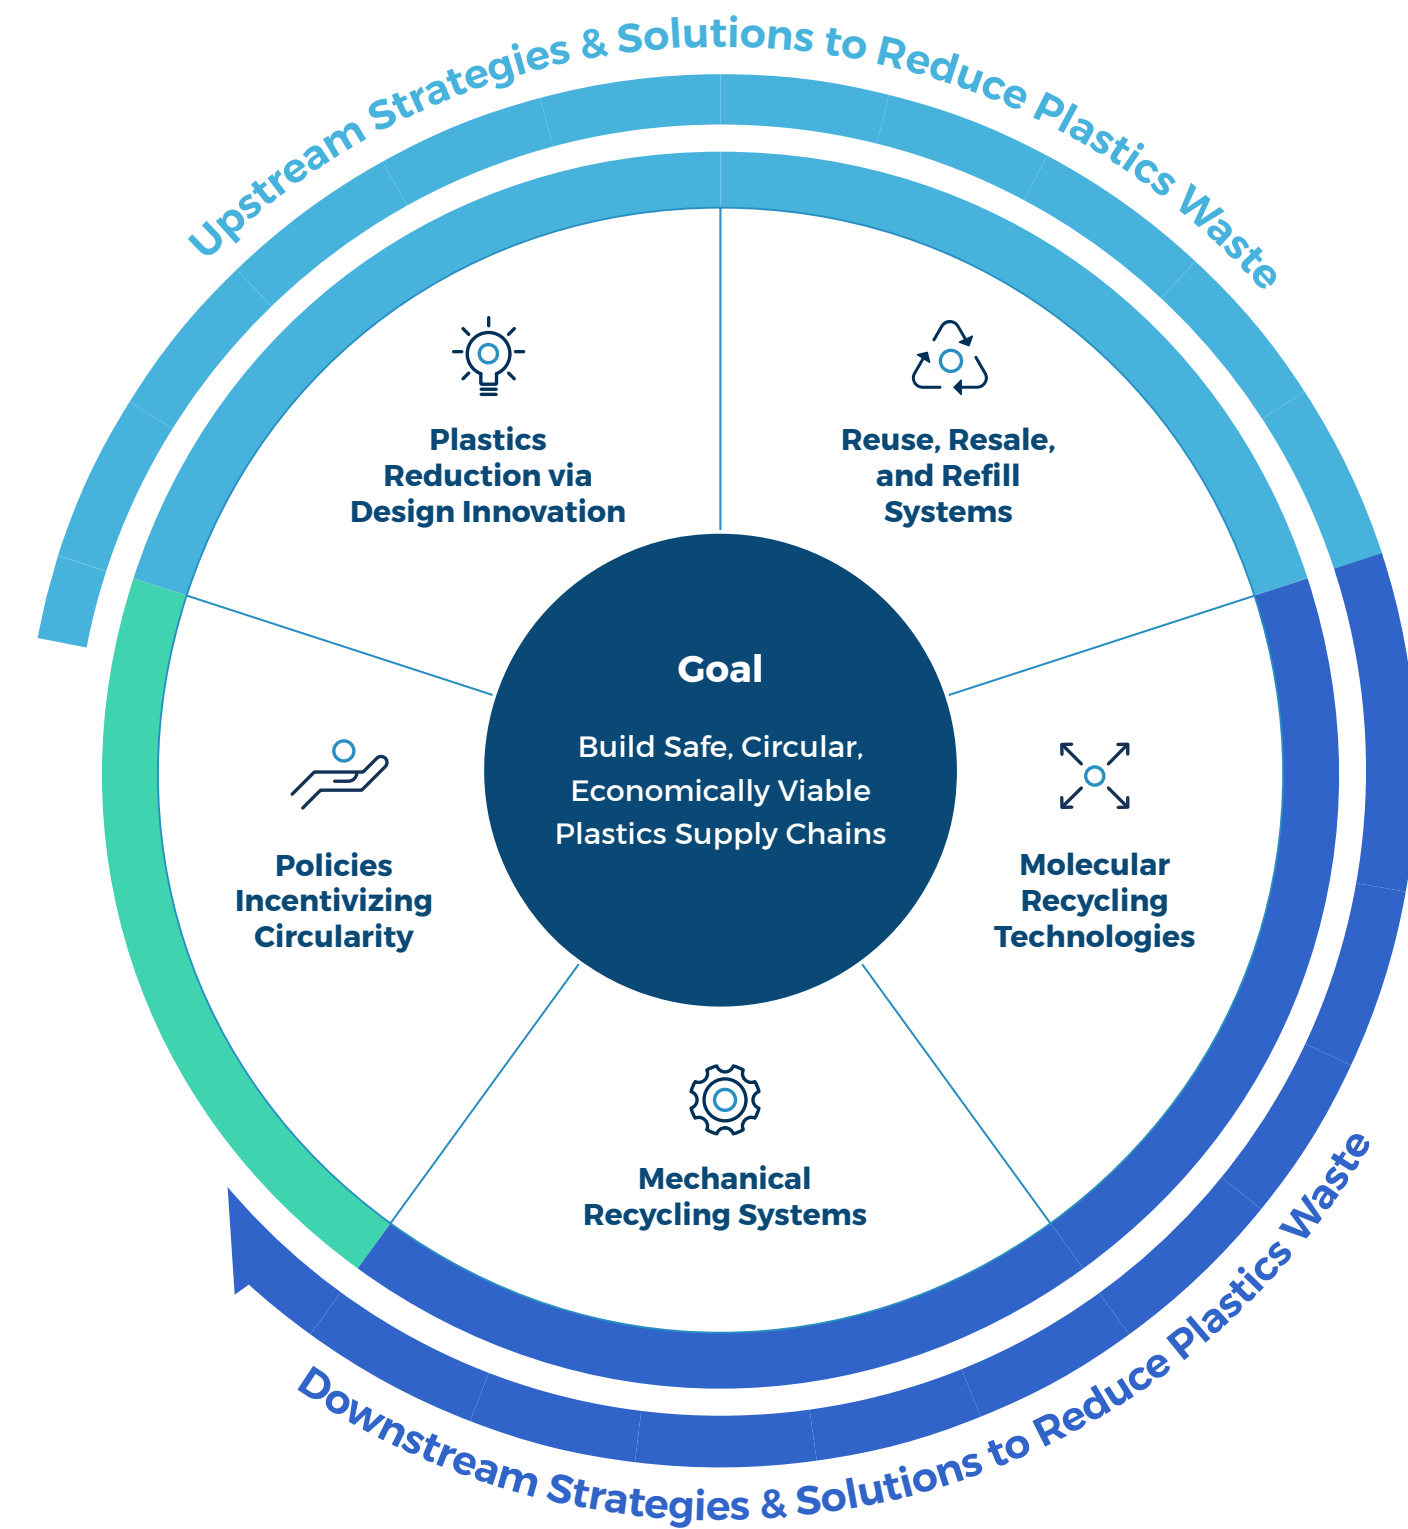 Upstream Strategies & Solutions to Reduce Plastics Waste
Plastics
Reduction via
Design Innovation
Reuse, Resale,
and Refill
Systems
Goal
Build Safe, Circular,
Economically Viable
Plastics Supply Chains
Policies
Incentivizing
Circularity
Molecular
Recycling
Technologies
Mechanical
Recycling Systems
Downstream Strategies & Solutions to Reduce Plastics Waste